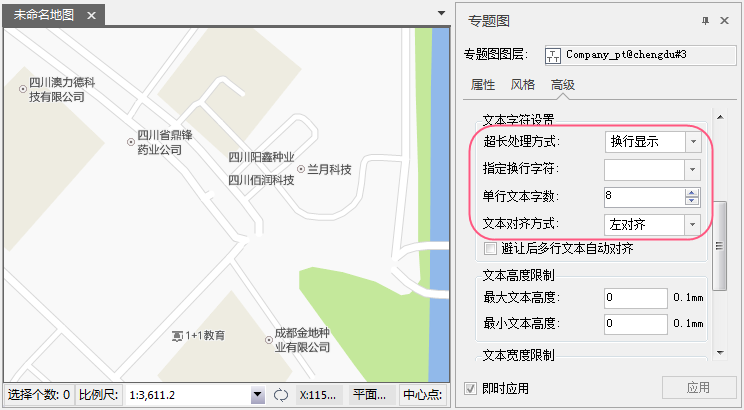 未命名地图
四川澳力德科
技有限公司
四川省鼎锋
药业公司
四川阳鑫种业
兰月科技
四川佰润科技
1+1教育
成都金地种
业有限公司
选择个数: 0 比例尺: 1:3,611.2 X:115... 平面... 中心点:
专题图
专题图图层: Company_pt@chengdu#3
属性 风格 高级
文本字符设置
超长处理方式: 换行显示
指定换行字符:
单行文本字数: 8
文本对齐方式: 左对齐
避让后多行文本自动对齐
文本高度限制
最大文本高度: 0 0.1mm
最小文本高度: 0 0.1mm
文本宽度限制
即时应用 应用